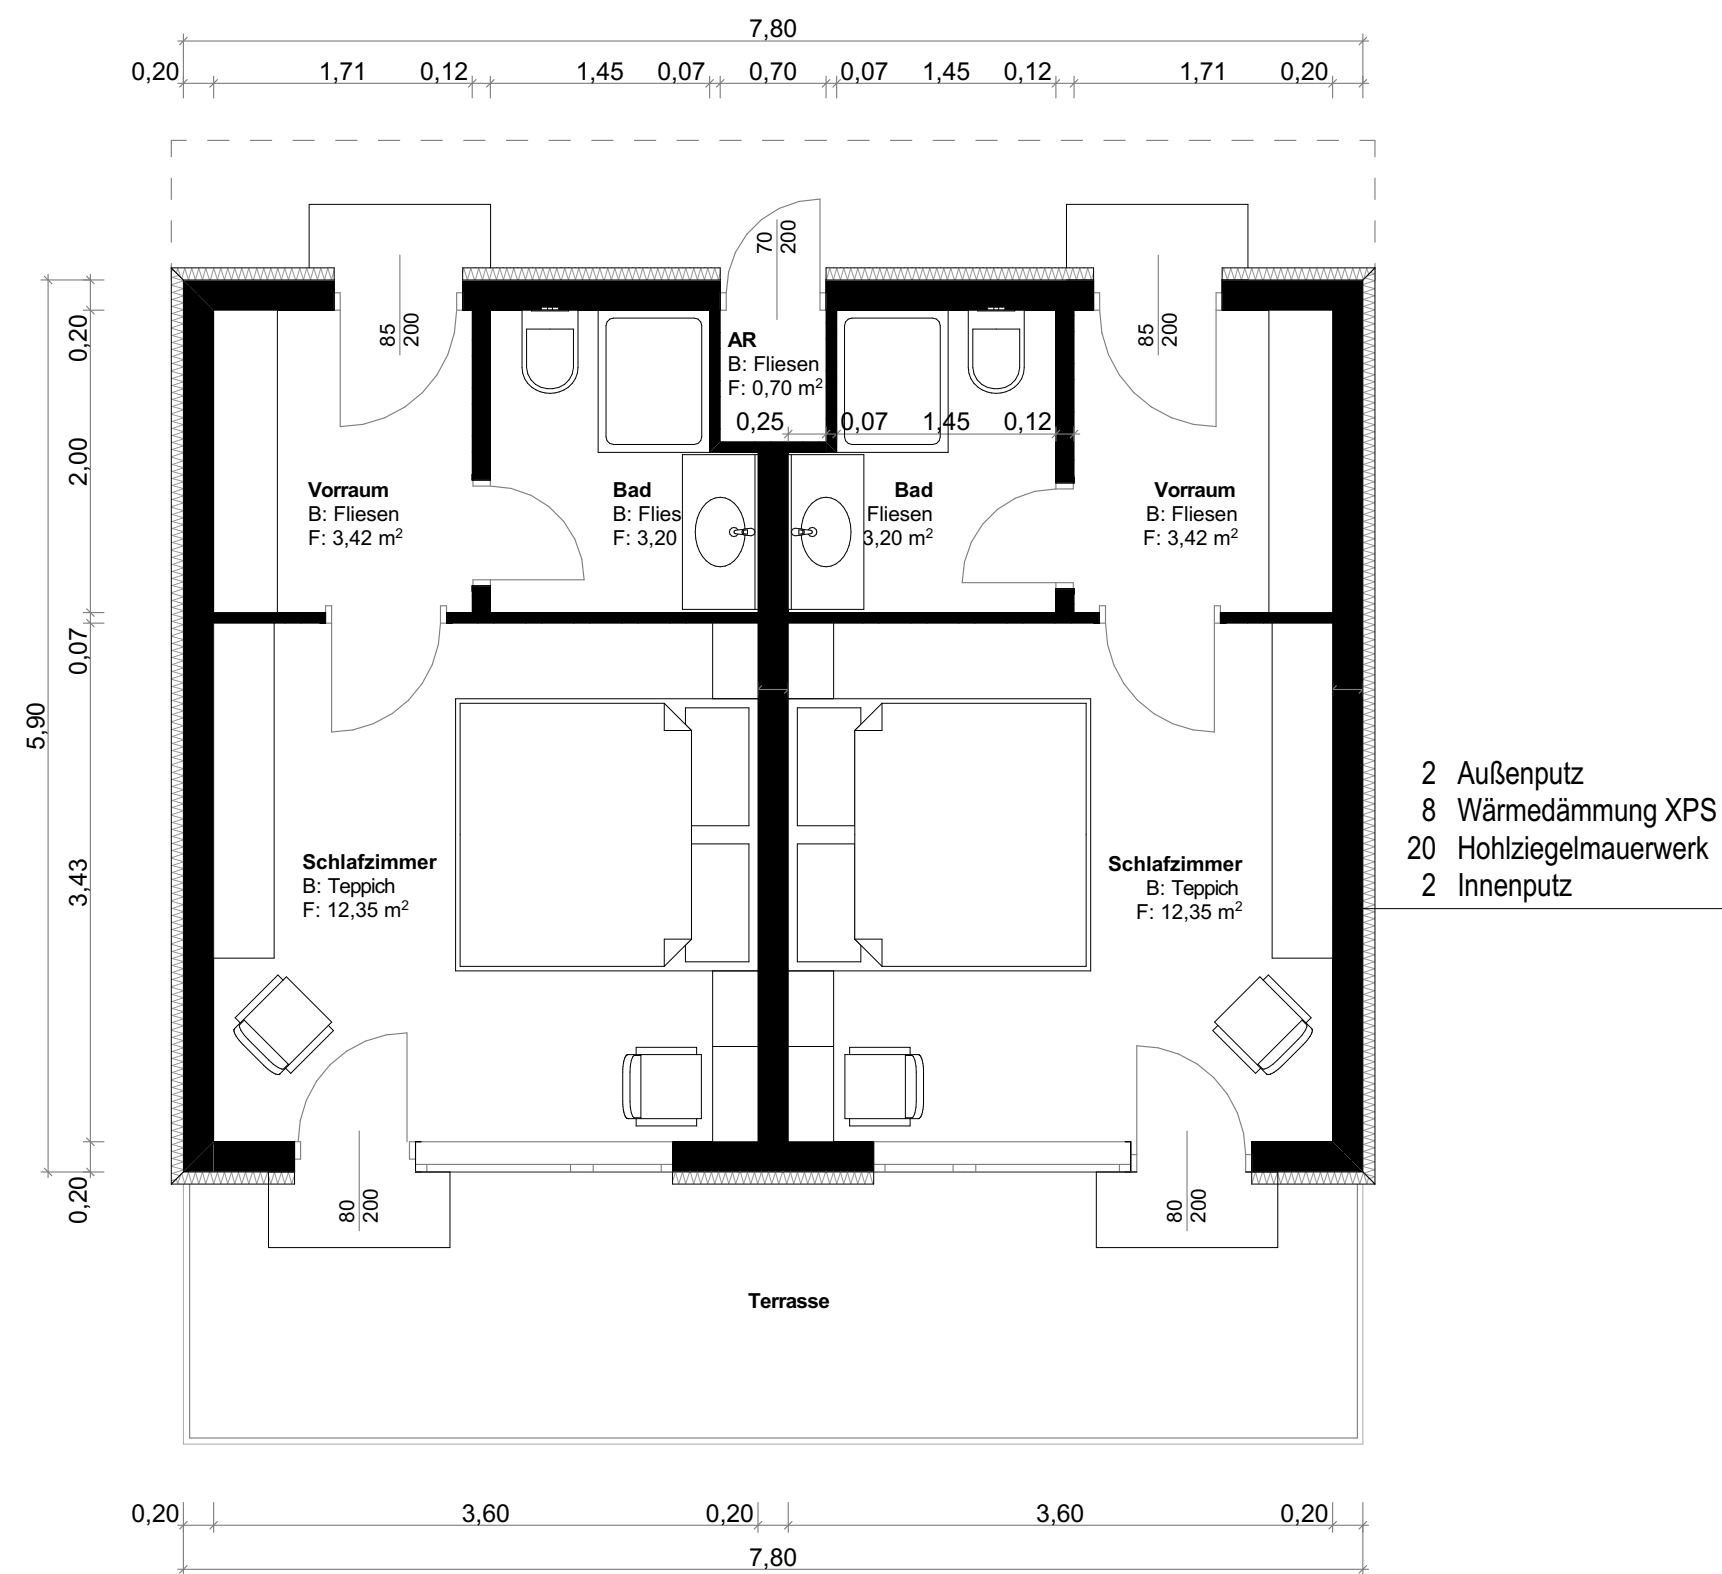 7,80
0,20 1,71 0,12 1,45 0,07 0,70 0,07 1,45 0,12 1,71 0,20
70
200
85
200
85
200
AR
B: Fliesen
F: 0,70 m²
0,25 0,07 1,45 0,12
Vorraum
B: Fliesen
F: 3,42 m²
Bad
B: Flies
F: 3,20
Bad
Fliesen
3,20 m²
Vorraum
B: Fliesen
F: 3,42 m²
0,20
2,00
0,07
3,43
0,20
5,90
Schlafzimmer
B: Teppich
F: 12,35 m²
Schlafzimmer
B: Teppich
F: 12,35 m²
2 Außenputz
8 Wärmedämmung XPS
20 Hohlziegelmauerwerk
2 Innenputz
80
200
80
200
Terrasse
0,20 3,60 0,20 3,60 0,20
7,80